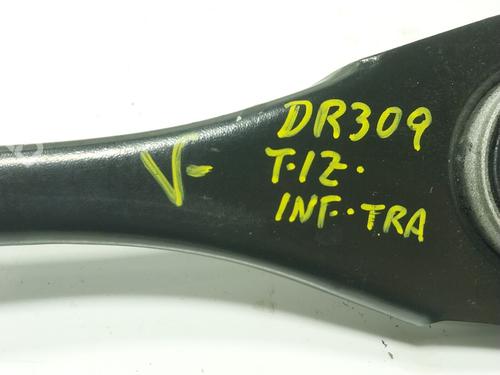 V-
DR309
T·IZ·
INF··TRA